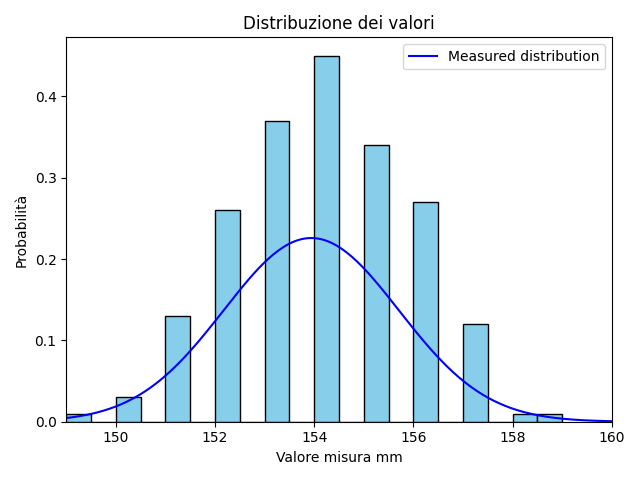 Distribuzione dei valori
Measured distribution
Probabilità
0.4
0.3
0.2
0.1
0.0
150 152 154 156 158 160
Valore misura mm